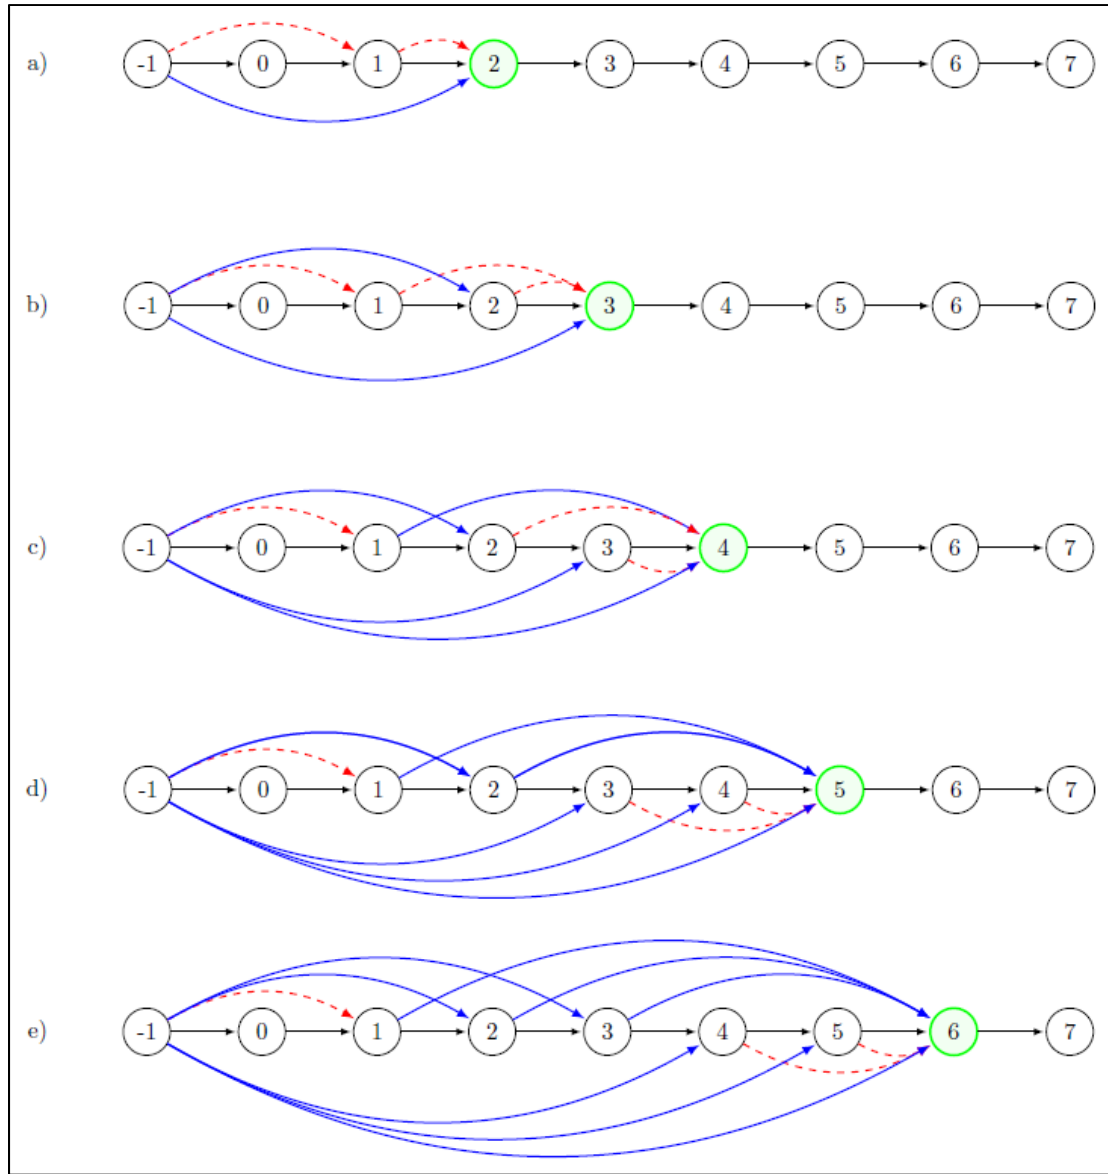 a) -1 0 1 2 3 4 5 6 7
b) -1 0 1 2 3 4 5 6 7
c) -1 0 1 2 3 4 5 6 7
d) -1 0 1 2 3 4 5 6 7
e) -1 0 1 2 3 4 5 6 7